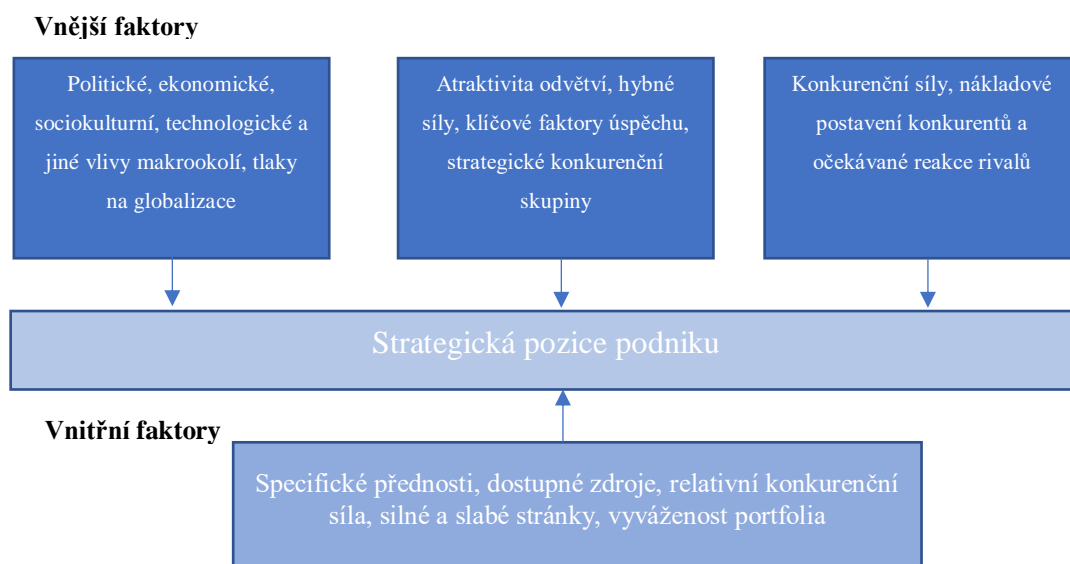 Vnější faktory
Politické, ekonomické,
sociokulturní, technologické a
jiné vlivy makrookolí, tlaky
na globalizace
Atraktivita odvětví, hybné
síly, klíčové faktory úspěchu,
strategické konkurenční
skupiny
Konkurenční síly, nákladové
postavení konkurentů a
očekávané reakce rivalů
Strategická pozice podniku
Vnitřní faktory
Specifické přednosti, dostupné zdroje, relativní konkurenční
síla, silné a slabé stránky, vyváženost portfolia